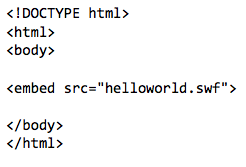 <!DOCTYPE html>
<html>
<body>
<embed src="helloworld.swf">
</body>
</html>